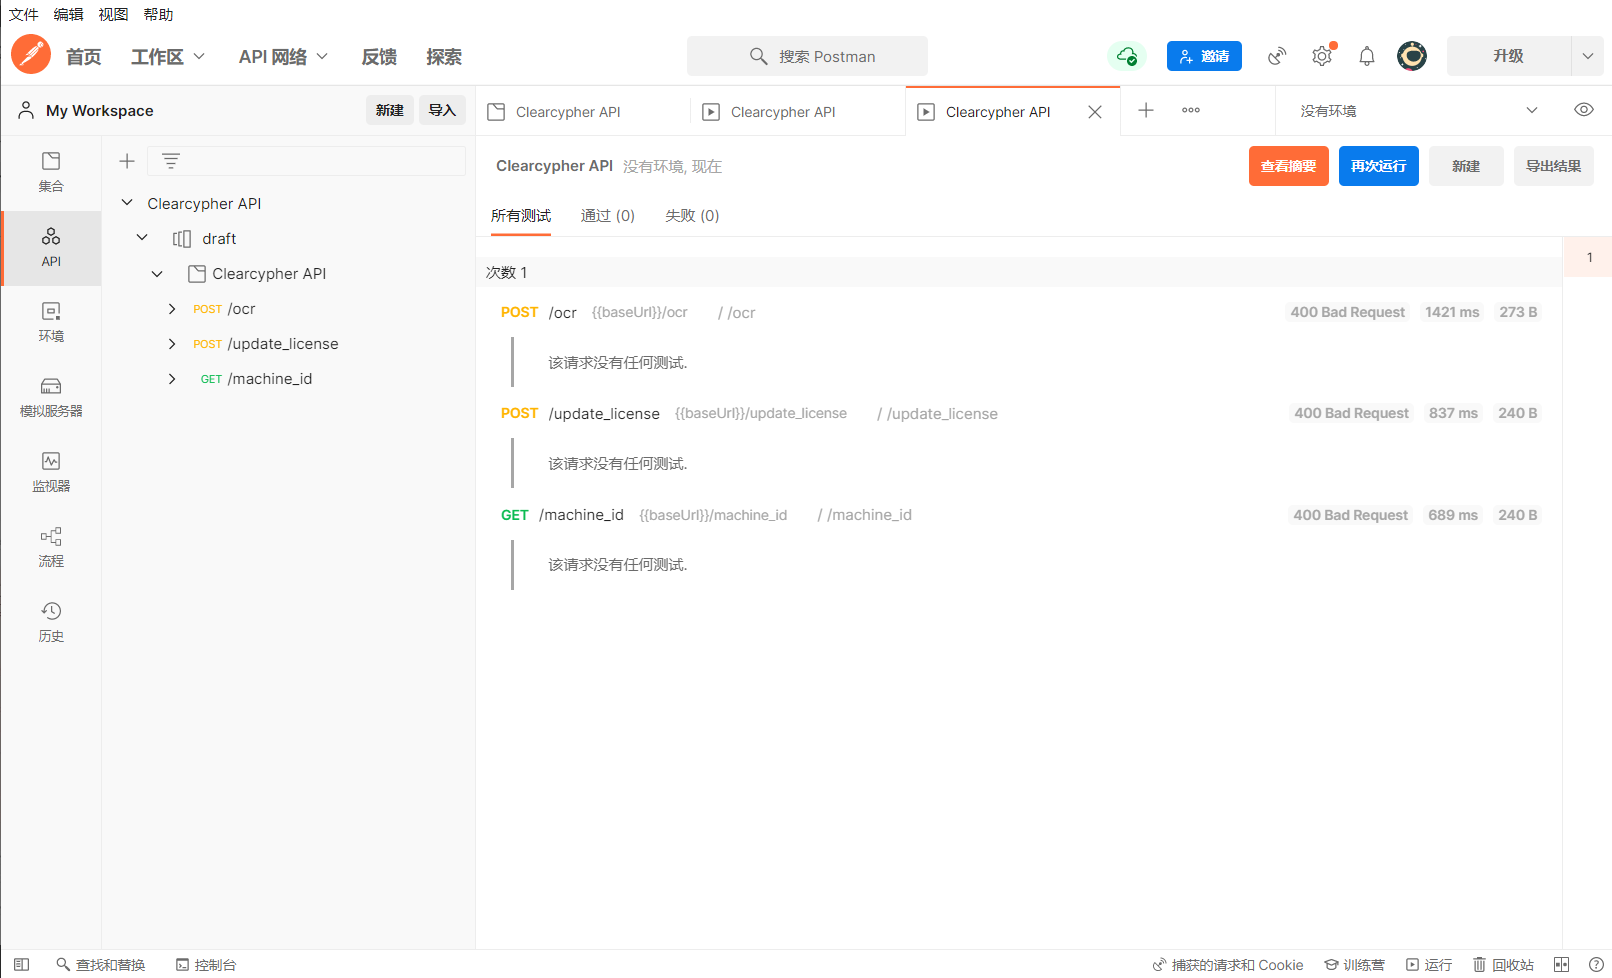 文件 编辑 视图 帮助
首页 工作区 API 网络 反馈 探索 搜索 Postman 邀请 升级
My Workspace 新建 导入 Clearcypher API Clearcypher API Clearcypher API 没有环境
集合
API
环境
模拟服务器
监视器
流程
历史
Clearcypher API
draft
Clearcypher API
POST /ocr
POST /update_license
GET /machine_id
Clearcypher API 没有环境, 现在 查看摘要 再次运行 新建 导出结果
所有测试 通过 (0) 失败 (0)
次数 1 1
POST /ocr {{baseUrl}}/ocr / /ocr 400 Bad Request 1421 ms 273 B
该请求没有任何测试.
POST /update_license {{baseUrl}}/update_license / /update_license 400 Bad Request 837 ms 240 B
该请求没有任何测试.
GET /machine_id {{baseUrl}}/machine_id / /machine_id 400 Bad Request 689 ms 240 B
该请求没有任何测试.
查找和替换 控制台 捕获的请求和 Cookie 训练营 运行 回收站